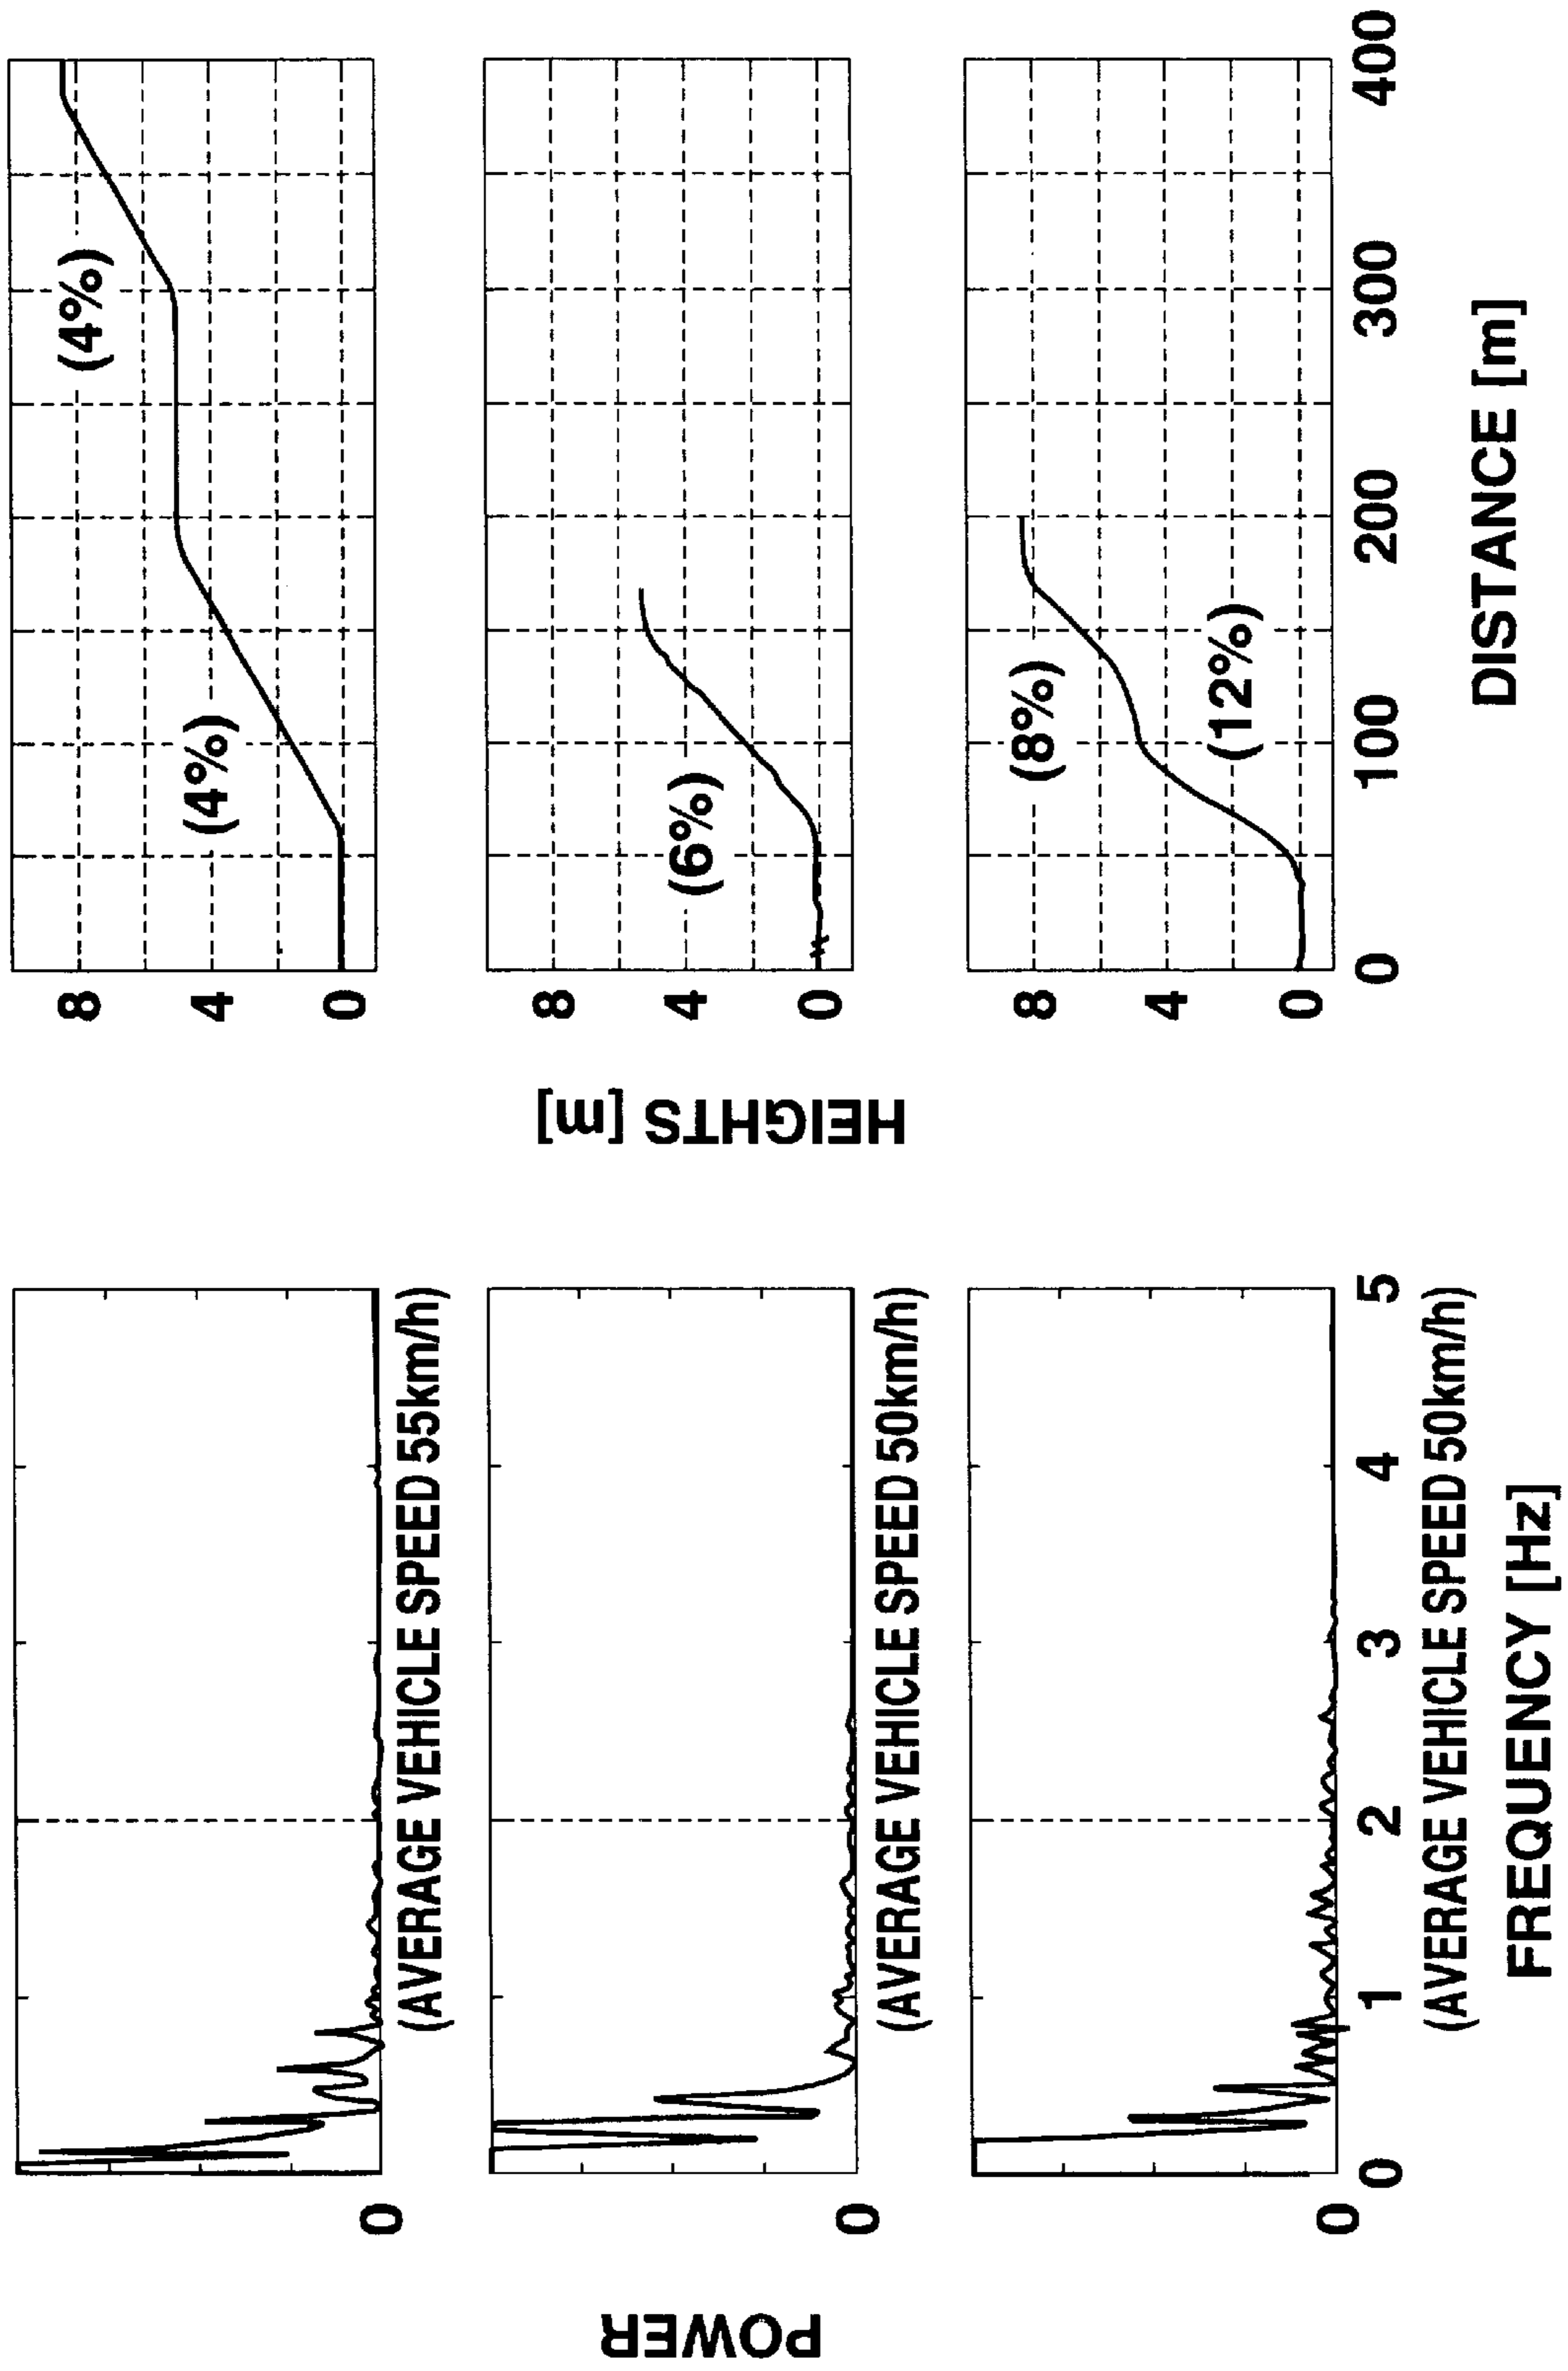 POWER
0
(AVERAGE VEHICLE SPEED 55km/h)
0
(AVERAGE VEHICLE SPEED 50km/h)
0
0 1 2 3 4 5
(AVERAGE VEHICLE SPEED 50km/h)
FREQUENCY [Hz]
HEIGHTS [m]
8
4
0
(4%)
(4%)
8
4
0
(6%)
8
4
0
(8%)
(12%)
0 100 200 300 400
DISTANCE [m]